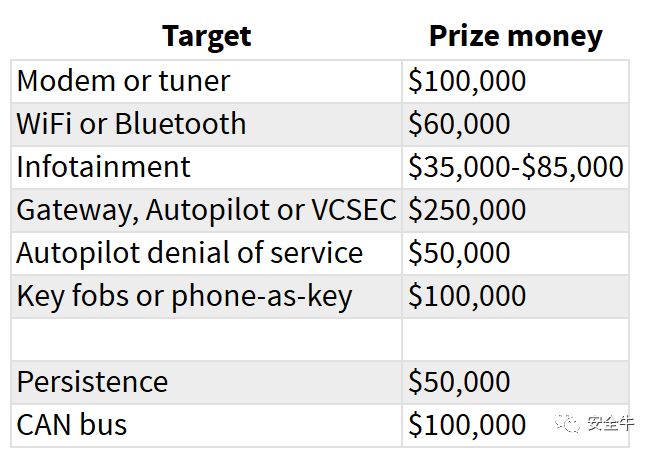 Target Prize money
Modem or tuner $100,000
WiFi or Bluetooth $60,000
Infotainment $35,000-$85,000
Gateway, Autopilot or VCSEC $250,000
Autopilot denial of service $50,000
Key fobs or phone-as-key $100,000
Persistence $50,000
CAN bus $100,000
安全牛